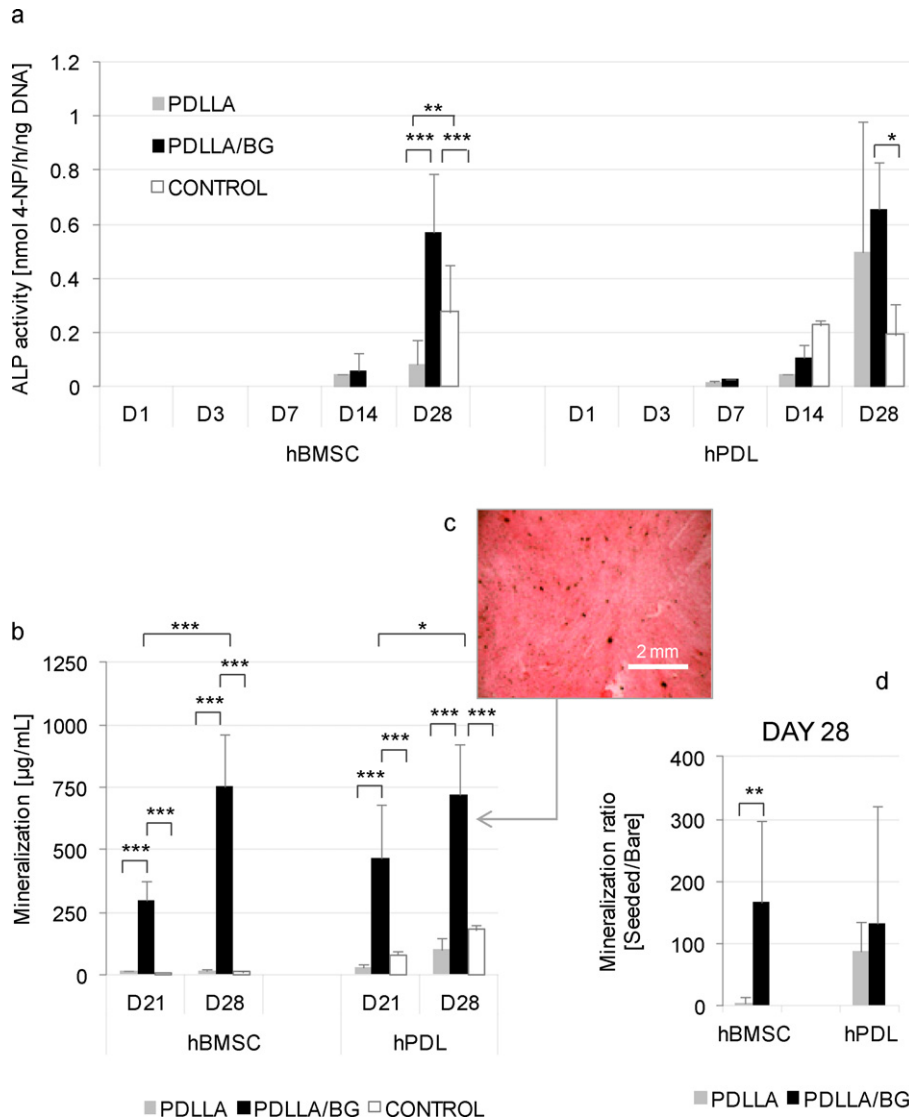 a
ALP activity [nmol 4-NP/h/ng DNA]
1.2
1
0.8
0.6
0.4
0.2
0
PDLLA
PDLLA/BG
CONTROL
**
*** ***
*
D1 D3 D7 D14 D28 D1 D3 D7 D14 D28
hBMSC hPDL
c
2 mm
b
Mineralization [µg/mL]
1250
1000
750
500
250
0
***
***
***
***
***
*
***
***
*** ***
D21 D28 D21 D28
hBMSC hPDL
PDLLA PDLLA/BG CONTROL
d
DAY 28
Mineralization ratio
[Seeded/Bare]
400
300
200
100
0
**
hBMSC hPDL
PDLLA PDLLA/BG